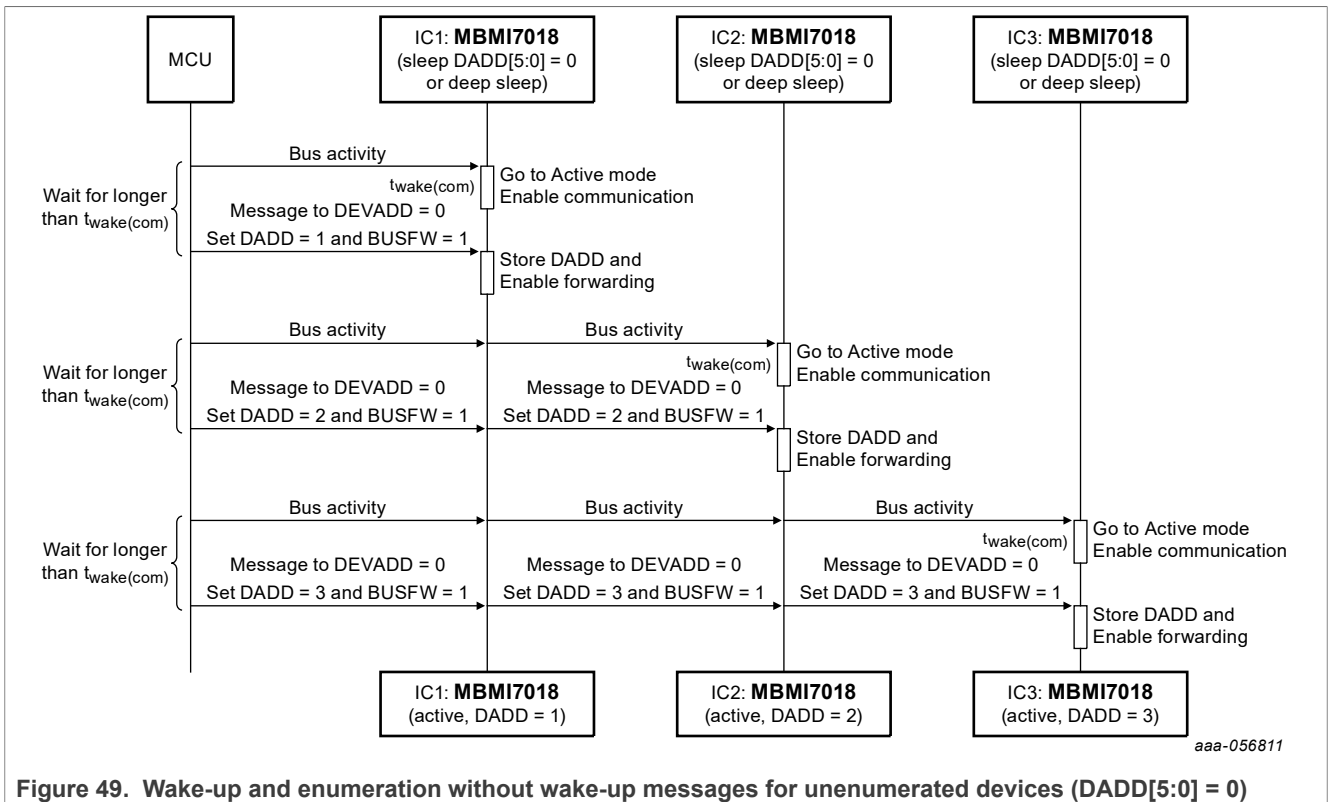 MCU
IC1: MBMI7018
(sleep DADD[5:0] = 0
or deep sleep)
IC2: MBMI7018
(sleep DADD[5:0] = 0
or deep sleep)
IC3: MBMI7018
(sleep DADD[5:0] = 0
or deep sleep)
Wait for longer
than twake(com)
Bus activity
twake(com)
Go to Active mode
Enable communication
Message to DEVADD = 0
Set DADD = 1 and BUSFW = 1
Store DADD and
Enable forwarding
Wait for longer
than twake(com)
Bus activity
Bus activity
twake(com)
Go to Active mode
Enable communication
Message to DEVADD = 0
Set DADD = 2 and BUSFW = 1
Message to DEVADD = 0
Set DADD = 2 and BUSFW = 1
Store DADD and
Enable forwarding
Wait for longer
than twake(com)
Bus activity
Bus activity
Bus activity
twake(com)
Go to Active mode
Enable communication
Message to DEVADD = 0
Set DADD = 3 and BUSFW = 1
Message to DEVADD = 0
Set DADD = 3 and BUSFW = 1
Message to DEVADD = 0
Set DADD = 3 and BUSFW = 1
Store DADD and
Enable forwarding
IC1: MBMI7018
(active, DADD = 1)
IC2: MBMI7018
(active, DADD = 2)
IC3: MBMI7018
(active, DADD = 3)
aaa-056811
Figure 49. Wake-up and enumeration without wake-up messages for unenumerated devices (DADD[5:0] = 0)